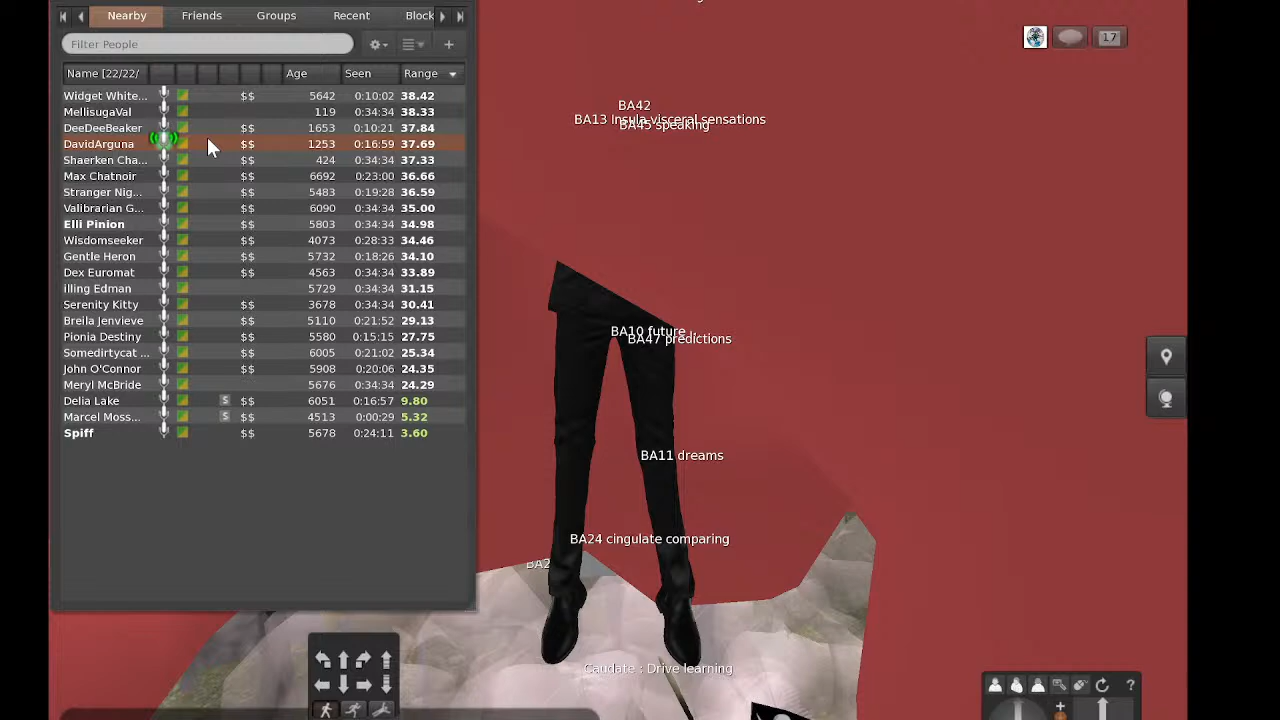 Nearby Friends Groups Recent Block
Filter People
17
Name [22/22/ Age Seen Range
Widget White... $$ 5642 0:10:02 38.42
MellisugaVal 119 0:34:34 38.33
DeeDeeBeaker $$ 1653 0:10:21 37.84
DavidArguna $$ 1253 0:16:59 37.69
Shaerken Cha... $$ 424 0:34:34 37.33
Max Chatnoir $$ 6692 0:23:00 36.66
Stranger Nig... $$ 5483 0:19:28 36.59
Valibrarian G... $$ 6090 0:34:34 35.00
Elli Pinion $$ 5803 0:34:34 34.98
Wisdomseeker $$ 4073 0:28:33 34.46
Gentle Heron $$ 5732 0:18:26 34.10
Dex Euromat $$ 4563 0:34:34 33.89
illing Edman 5729 0:34:34 31.15
Serenity Kitty $$ 3678 0:34:34 30.41
Breila Jenvieve $$ 5110 0:21:52 29.13
Pionia Destiny $$ 5580 0:15:15 27.75
Somedirtycat ... $$ 6005 0:21:02 25.34
John O'Connor $$ 5908 0:20:06 24.35
Meryl McBride 5676 0:34:34 24.29
Delia Lake S $$ 6051 0:16:57 9.80
Marcel Moss... S $$ 4513 0:00:29 5.32
Spiff $$ 5678 0:24:11 3.60
BA42
BA13 Insula visceral sensations
BA45 speaking
BA10 future
BA47 predictions
BA11 dreams
BA24 cingulate comparing
BA2
Caudate : Drive learning
?